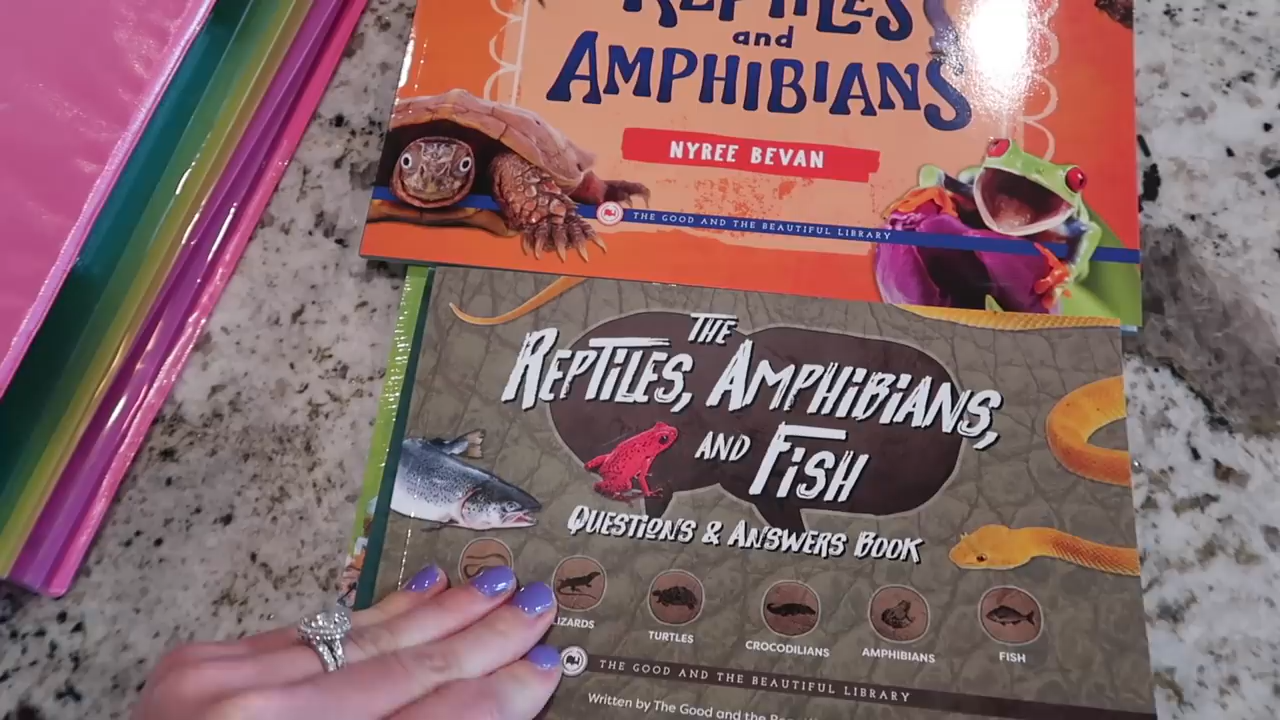 REPTILES
and
AMPHIBIANS
NYREE BEVAN
THE GOOD AND THE BEAUTIFUL LIBRARY
THE
REPTILES, AMPHIBIANS,
AND FISH
QUESTIONS & ANSWERS BOOK
LIZARDS TURTLES CROCODILIANS AMPHIBIANS FISH
THE GOOD AND THE BEAUTIFUL LIBRARY
Written by The Good and the